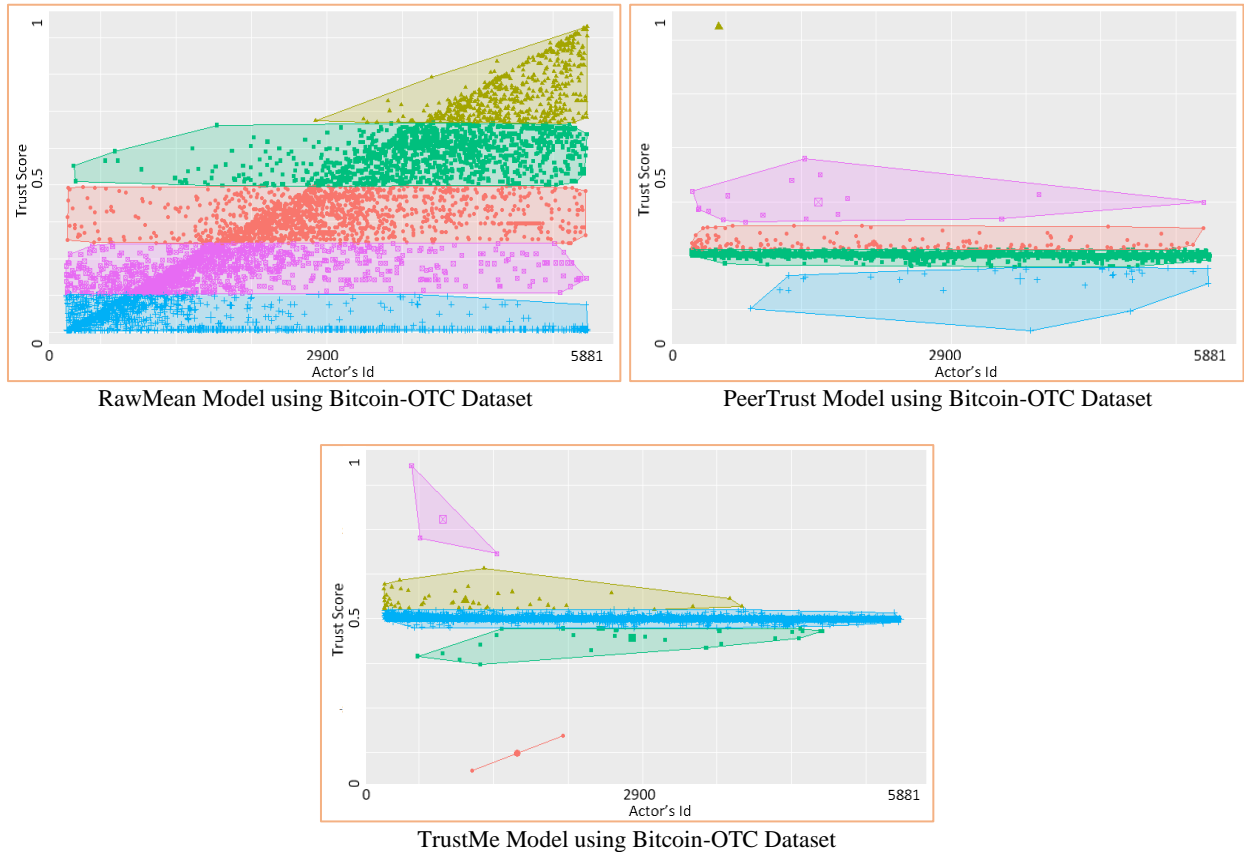 1
0.5
0
Trust Score
0
2900
5881
Actor's Id
RawMean Model using Bitcoin-OTC Dataset
1
0.5
0
Trust Score
0
2900
5881
Actor's Id
PeerTrust Model using Bitcoin-OTC Dataset
1
0.5
0
Trust Score
0
2900
5881
Actor's Id
TrustMe Model using Bitcoin-OTC Dataset